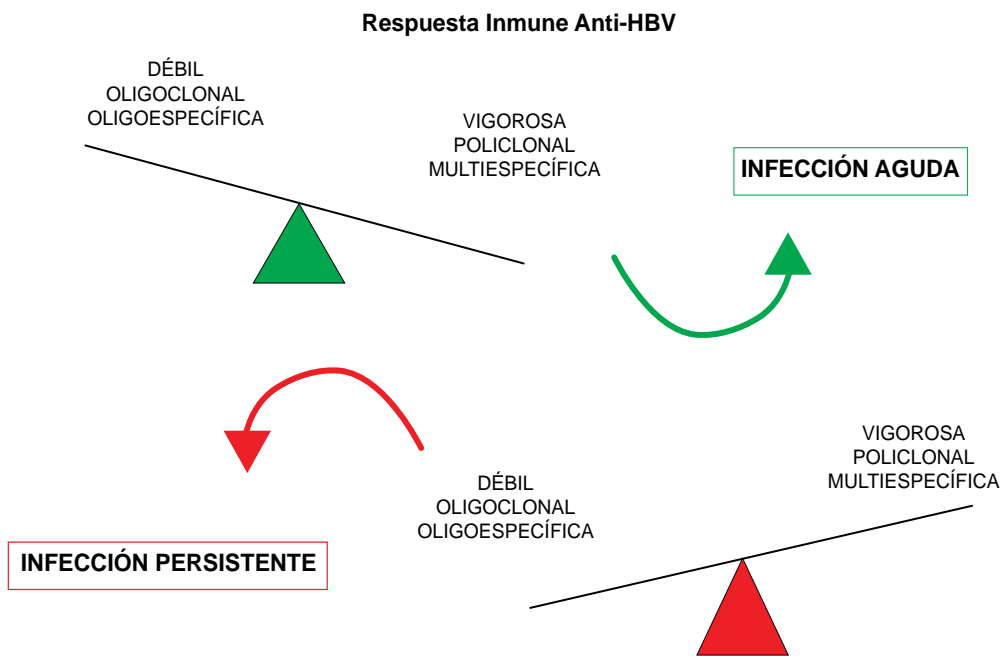 Respuesta Inmune Anti-HBV
DÉBIL
OLIGOCLONAL
OLIGOESPECÍFICA
VIGOROSA
POLICLONAL
MULTIESPECÍFICA
INFECCIÓN AGUDA
DÉBIL
OLIGOCLONAL
OLIGOESPECÍFICA
VIGOROSA
POLICLONAL
MULTIESPECÍFICA
INFECCIÓN PERSISTENTE